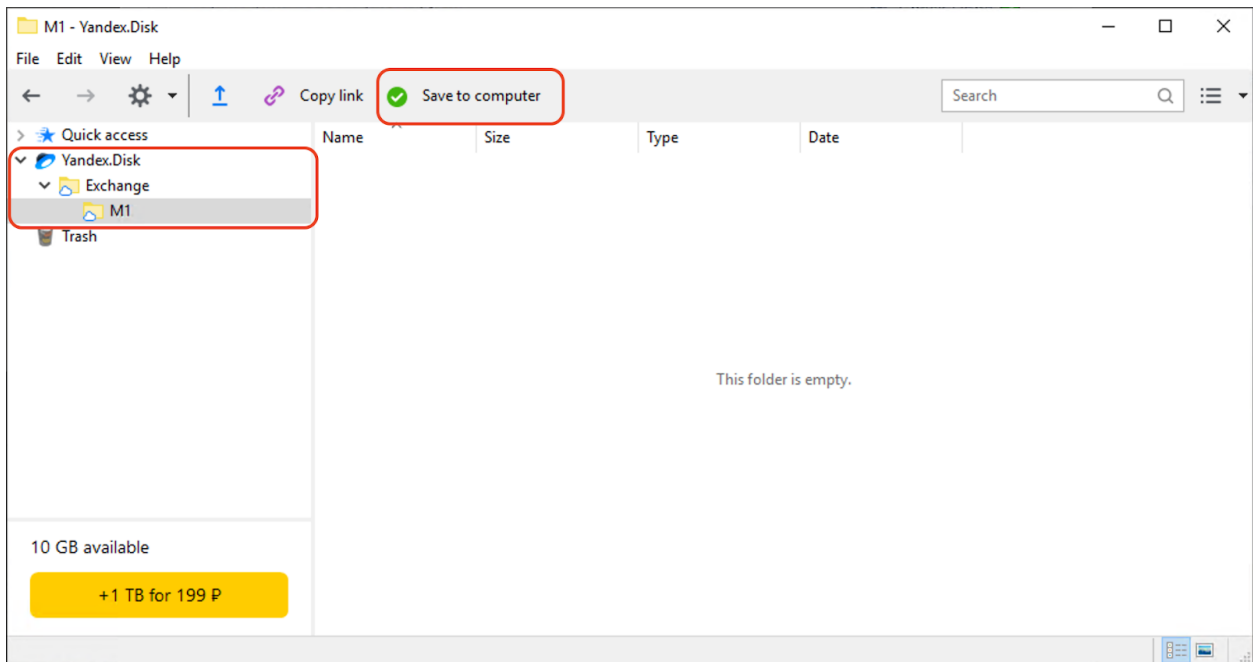 M1 - Yandex.Disk
File Edit View Help
Copy link Save to computer Search
Quick access
Name Size Type Date
Yandex.Disk
Exchange
M1
Trash
This folder is empty.
10 GB available
+1 TB for 199 ₽